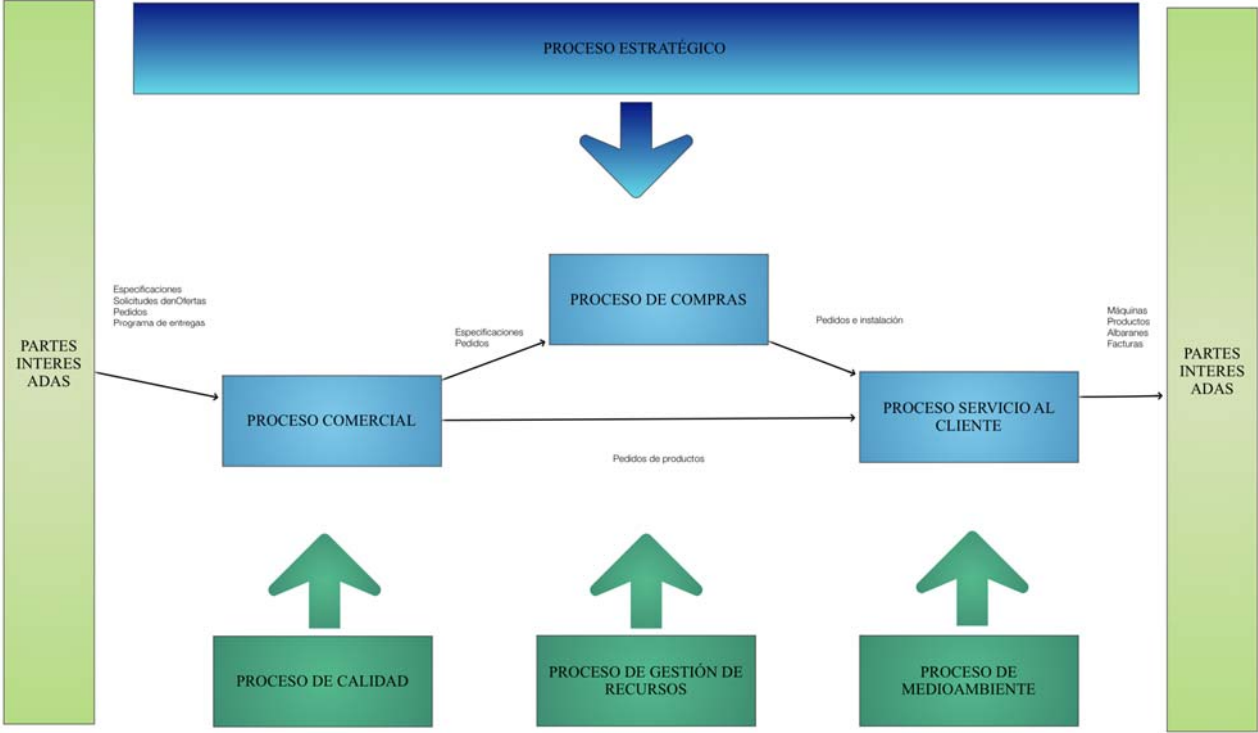 PROCESO ESTRATÉGICO
Especificaciones
Solicitudes denOfertas
Pedidos
Programa de entregas
PARTES
INTERES
ADAS
PROCESO DE COMPRAS
Especificaciones
Pedidos
Pedidos e instalación
Máquinas
Productos
Albaranes
Facturas
PARTES
INTERES
ADAS
PROCESO COMERCIAL
PROCESO SERVICIO AL
CLIENTE
Pedidos de productos
PROCESO DE CALIDAD
PROCESO DE GESTIÓN DE
RECURSOS
PROCESO DE
MEDIOAMBIENTE